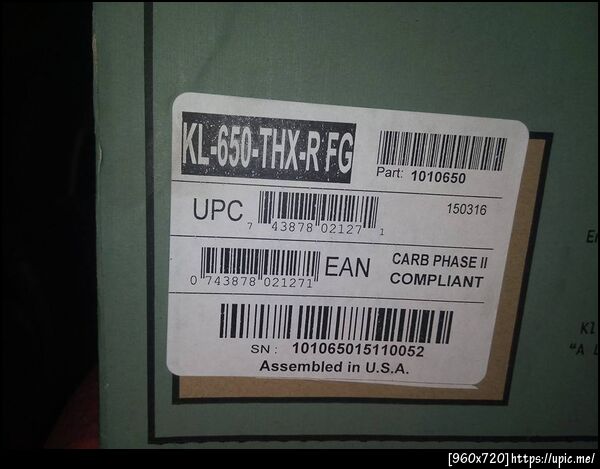 KL-650-THX-R FG
Part: 1010650
UPC
7 43878 02127 1
150316
0 743878 021271
EAN
CARB PHASE II
COMPLIANT
SN: 101065015110052
Assembled in U.S.A.
KI
"A
[960x720]https://upic.me/